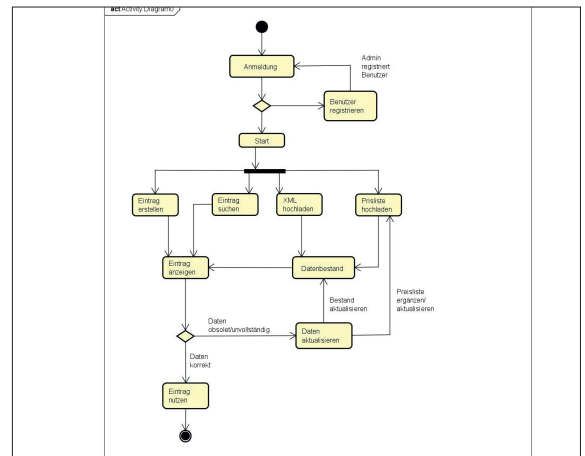 act Activity Diagram0
Anmeldung
Admin
registriert
Benutzer
Benutzer
registrieren
Start
Eintrag
erstellen
Eintrag
suchen
XML
hochladen
Prisliste
hochladen
Eintrag
anzeigen
Datenbestand
Bestand
aktualisieren
Preisliste
ergänzen/
aktualisieren
Daten
obsolet/unvollständig
Daten
aktualisieren
Daten
korrekt
Eintrag
nutzen